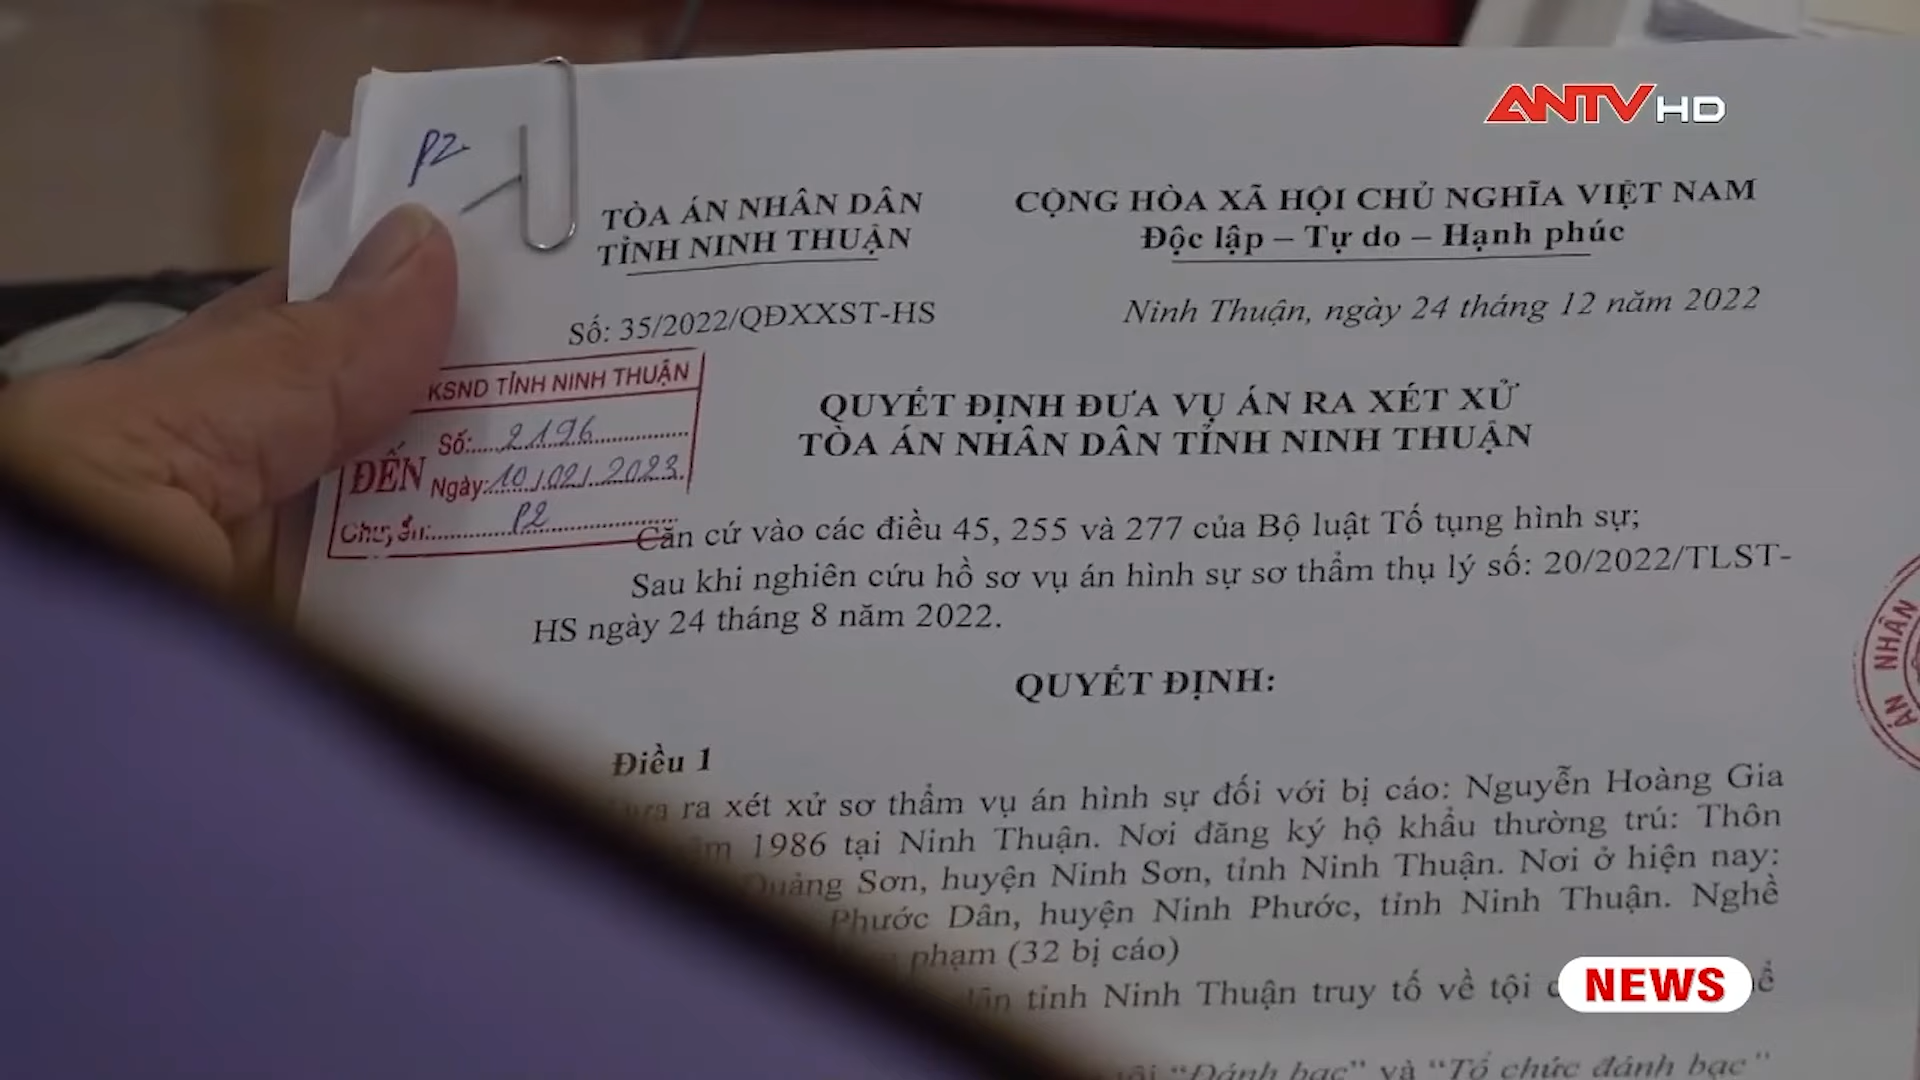 ANTV HD
P2
TÒA ÁN NHÂN DÂN
TỈNH NINH THUẬN
CỘNG HÒA XÃ HỘI CHỦ NGHĨA VIỆT NAM
Độc lập – Tự do – Hạnh phúc
Số: 35/2022/QĐXXST-HS
Ninh Thuận, ngày 24 tháng 12 năm 2022
KSND TỈNH NINH THUẬN
ĐẾN
Số: 2196
Ngày: 10/02/2023
P2
QUYẾT ĐỊNH ĐƯA VỤ ÁN RA XÉT XỬ
TÒA ÁN NHÂN DÂN TỈNH NINH THUẬN
Căn cứ vào các điều 45, 255 và 277 của Bộ luật Tố tụng hình sự;
Sau khi nghiên cứu hồ sơ vụ án hình sự sơ thẩm thụ lý số: 20/2022/TLST-
HS ngày 24 tháng 8 năm 2022.
QUYẾT ĐỊNH:
ÁN NHÂN
Điều 1
ra xét xử sơ thẩm vụ án hình sự đối với bị cáo: Nguyễn Hoàng Gia
1986 tại Ninh Thuận. Nơi đăng ký hộ khẩu thường trú: Thôn
Quảng Sơn, huyện Ninh Sơn, tỉnh Ninh Thuận. Nơi ở hiện nay:
Phước Dân, huyện Ninh Phước, tỉnh Ninh Thuận. Nghề
phạm (32 bị cáo)
tỉnh Ninh Thuận truy tố về tội
NEWS
"Đánh bạc" và "Tổ chức đánh bạc"